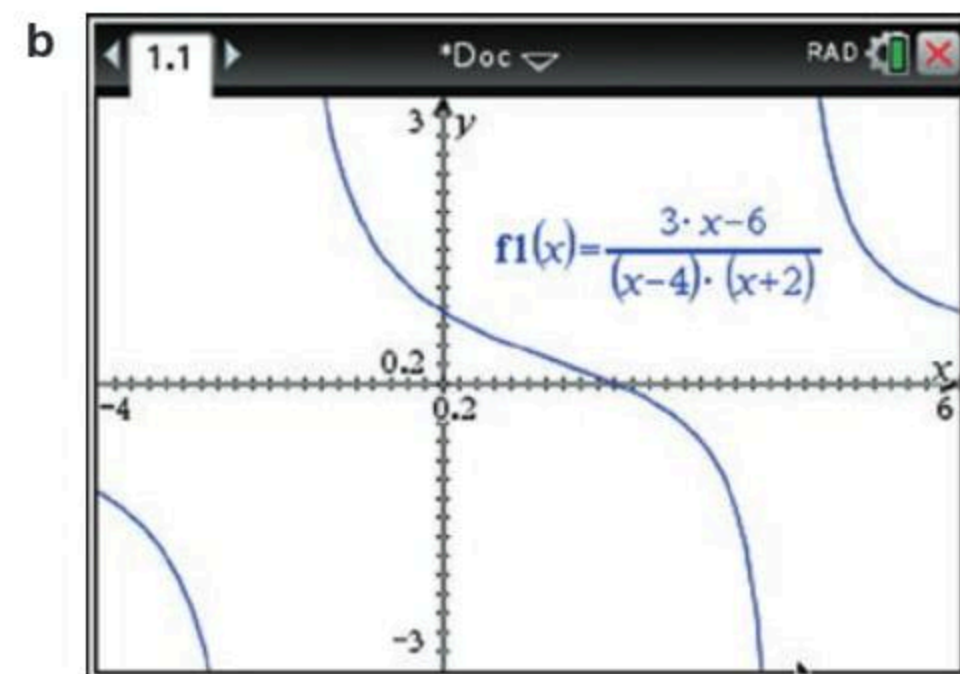 b
1.1 *Doc RAD
3 y
f1(x)=3·x-6/(x-4)·(x+2)
0.2 x
-4 0.2 6
-3